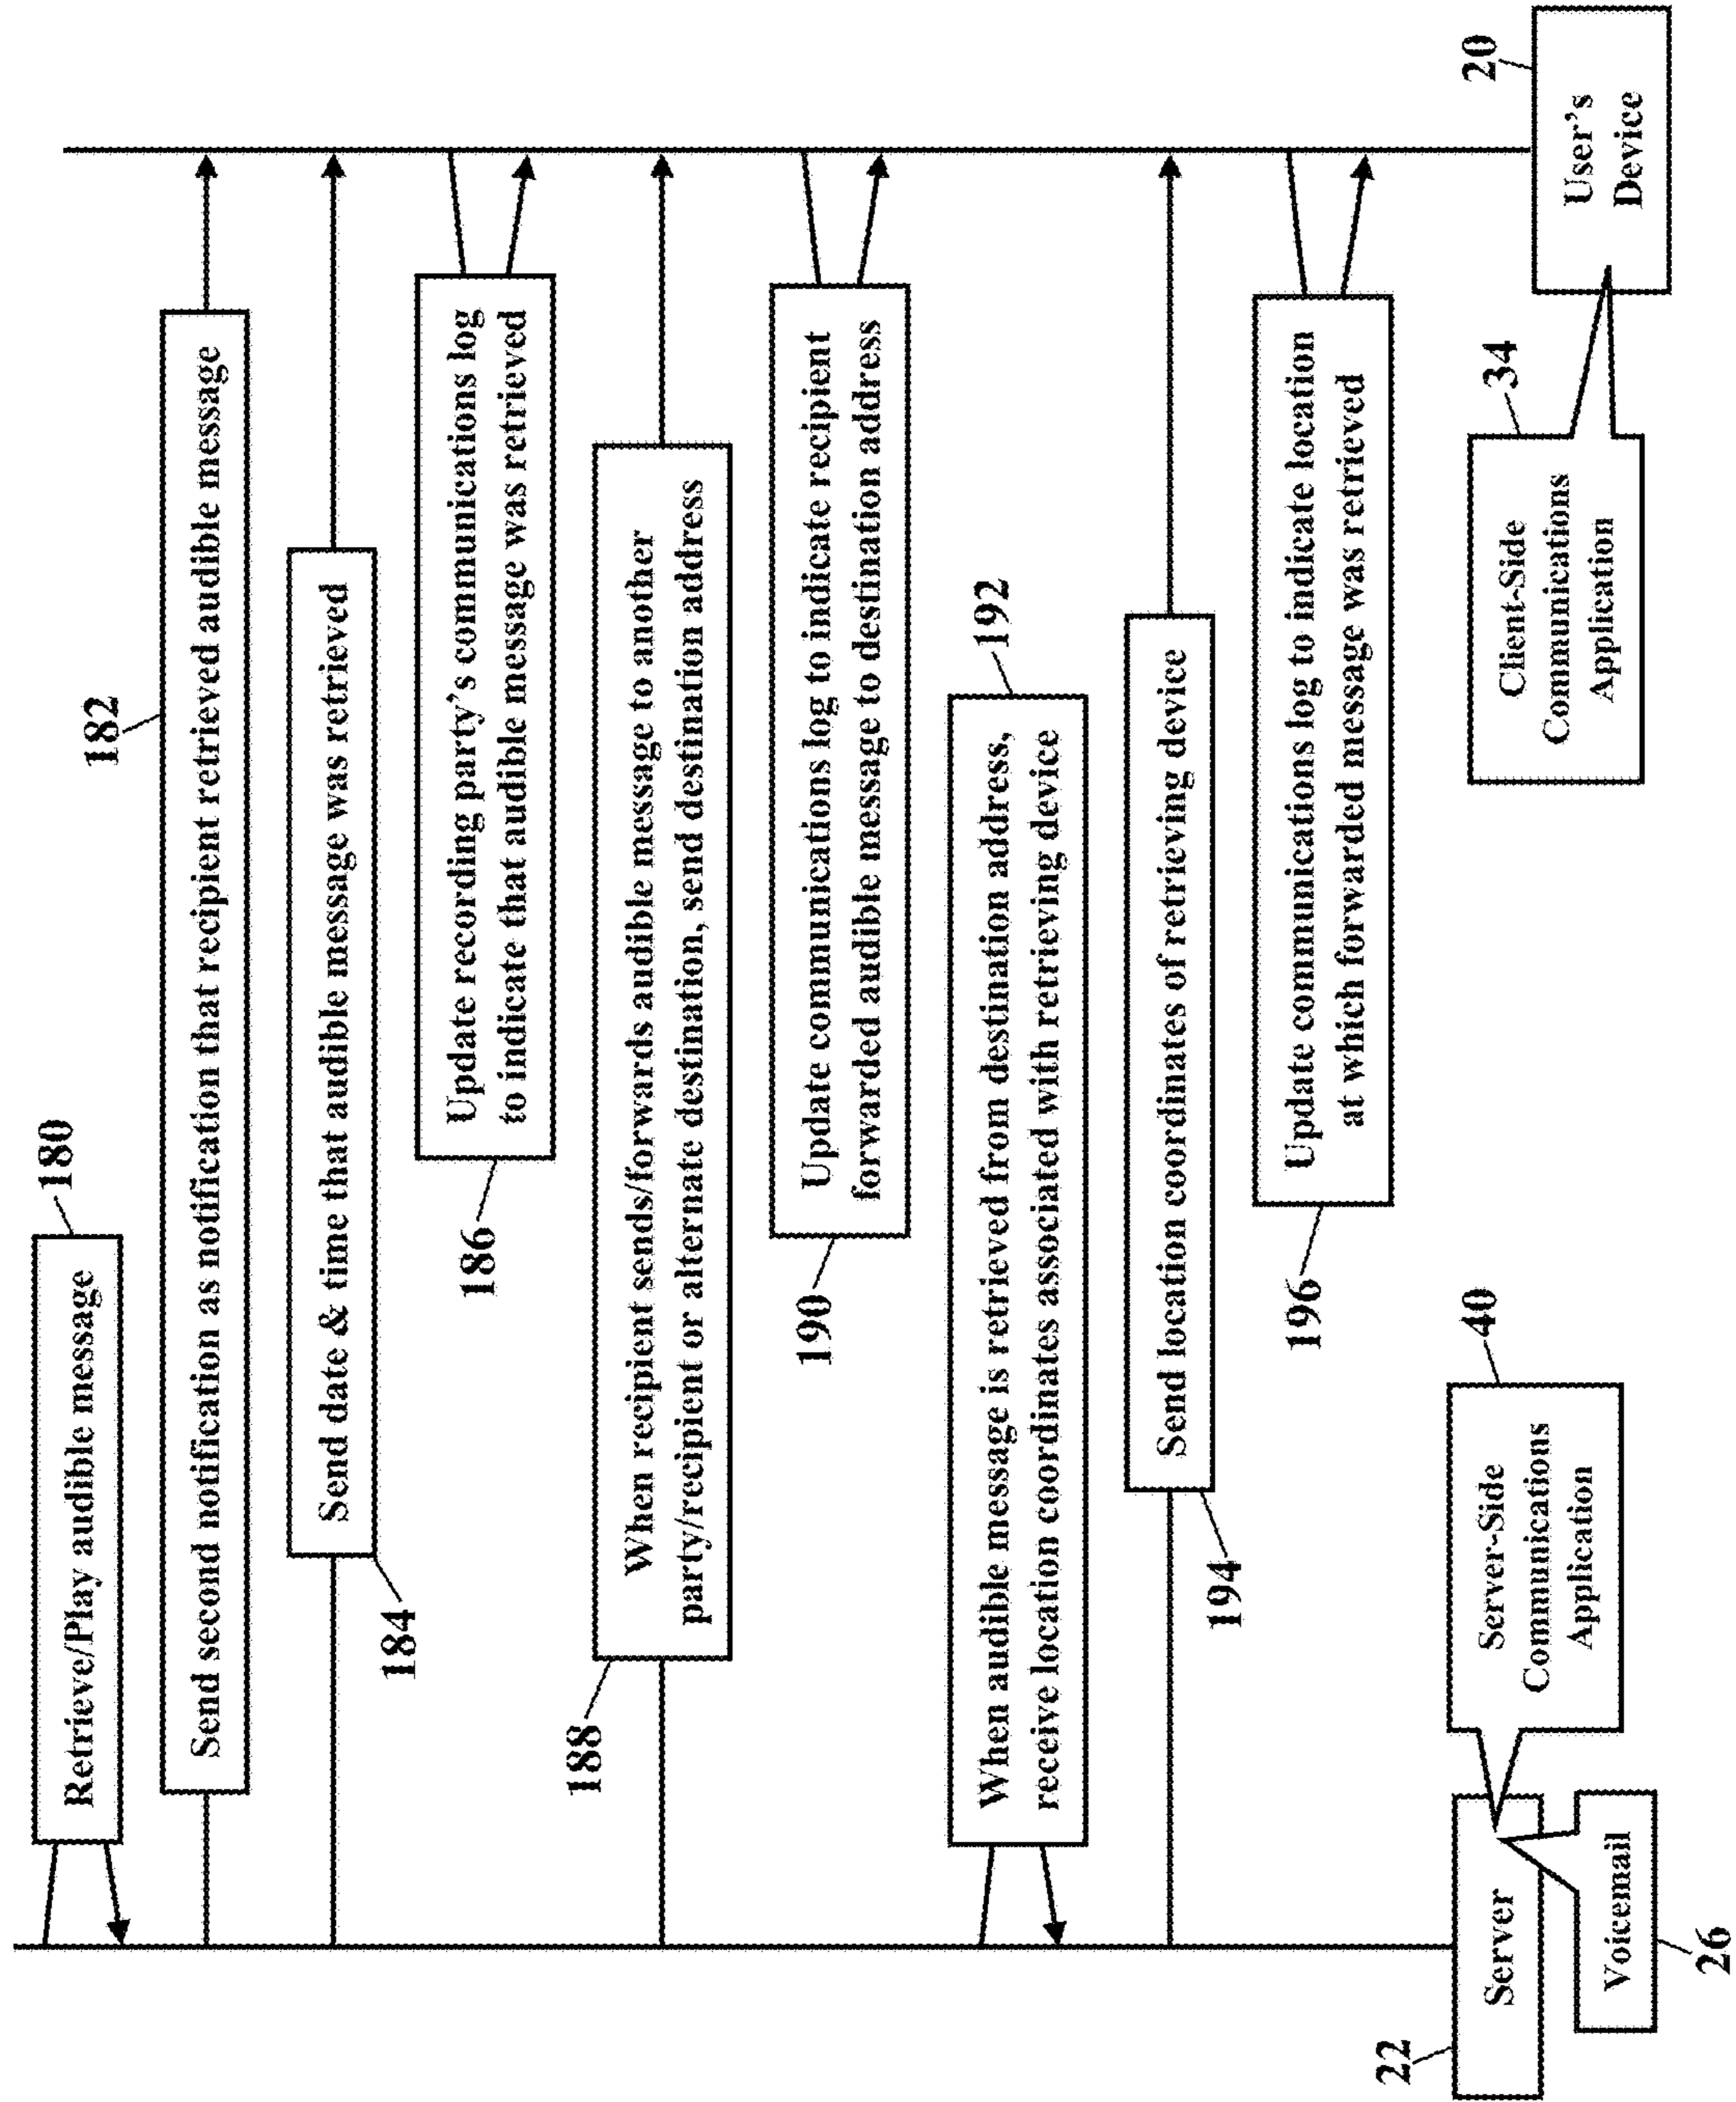 180
Retrieve/Play audible message
182
Send second notification as notification that recipient retrieved audible message
184
Send date & time that audible message was retrieved
186
Update recording party's communications log
to indicate that audible message was retrieved
188
When recipient sends/forwards audible message to another
party/recipient or alternate destination, send destination address
190
Update communications log to indicate recipient
forwarded audible message to destination address
192
When audible message is retrieved from destination address,
receive location coordinates associated with retrieving device
194
Send location coordinates of retrieving device
196
Update communications log to indicate location
at which forwarded message was retrieved
22
Server
40
Server-Side
Communications
Application
26
Voicemail
34
Client-Side
Communications
Application
20
User's
Device